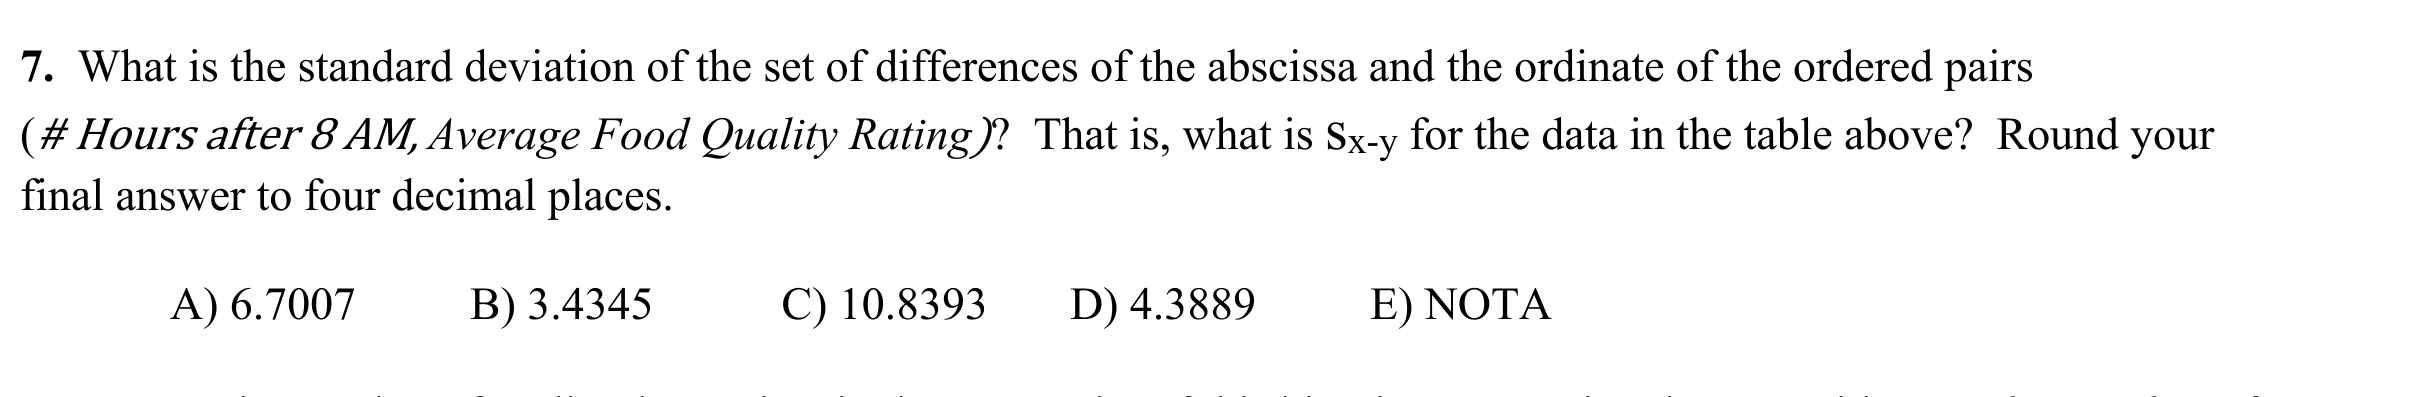 7. What is the standard deviation of the set of differences of the abscissa and the ordinate of the ordered pairs
(# Hours after 8 AM, Average Food Quality Rating)? That is, what is sx-y for the data in the table above? Round your
final answer to four decimal places.
A) 6.7007 B) 3.4345 C) 10.8393 D) 4.3889 E) NOTA